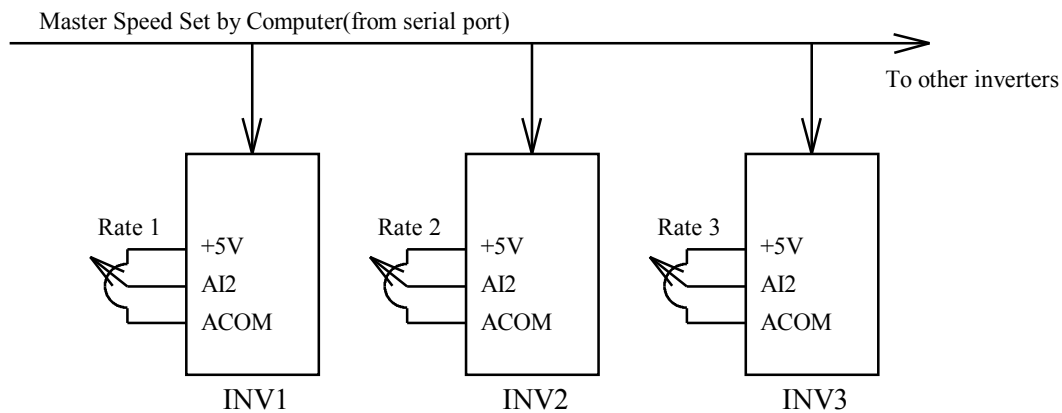 Master Speed Set by Computer(from serial port)
To other inverters
Rate 1
+5V
AI2
ACOM
INV1
Rate 2
+5V
AI2
ACOM
INV2
Rate 3
+5V
AI2
ACOM
INV3